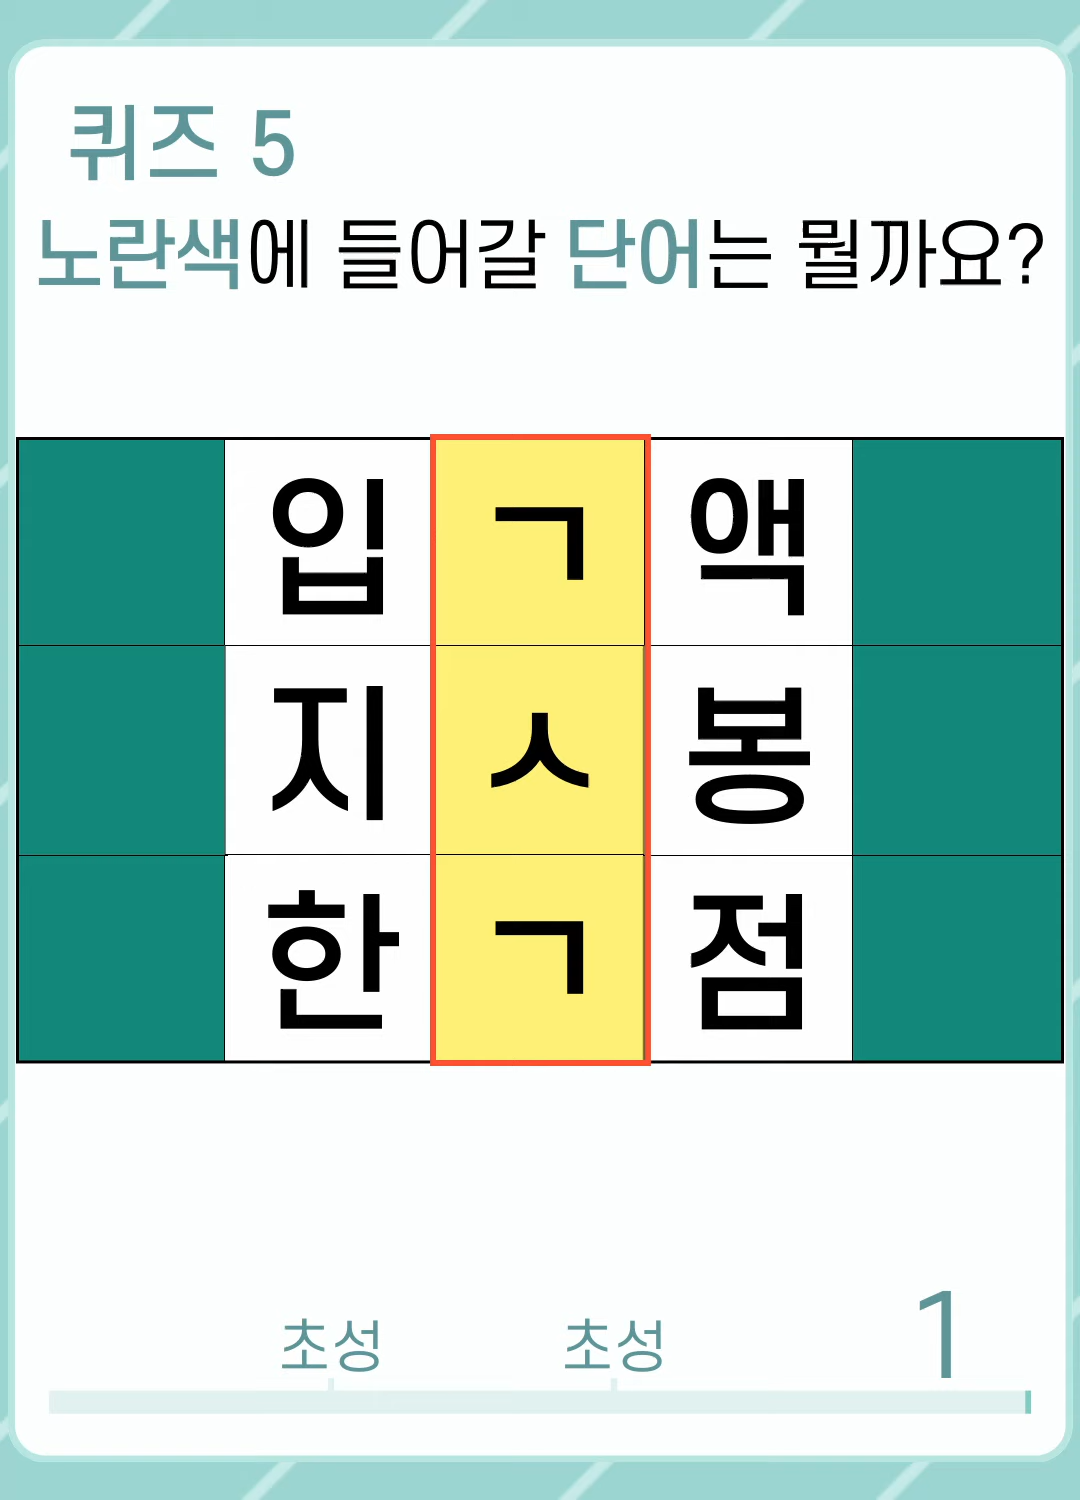 퀴즈 5
노란색에 들어갈 단어는 뭘까요?
입 ㄱ 액
지 ㅅ 봉
한 ㄱ 점
초성 초성 1